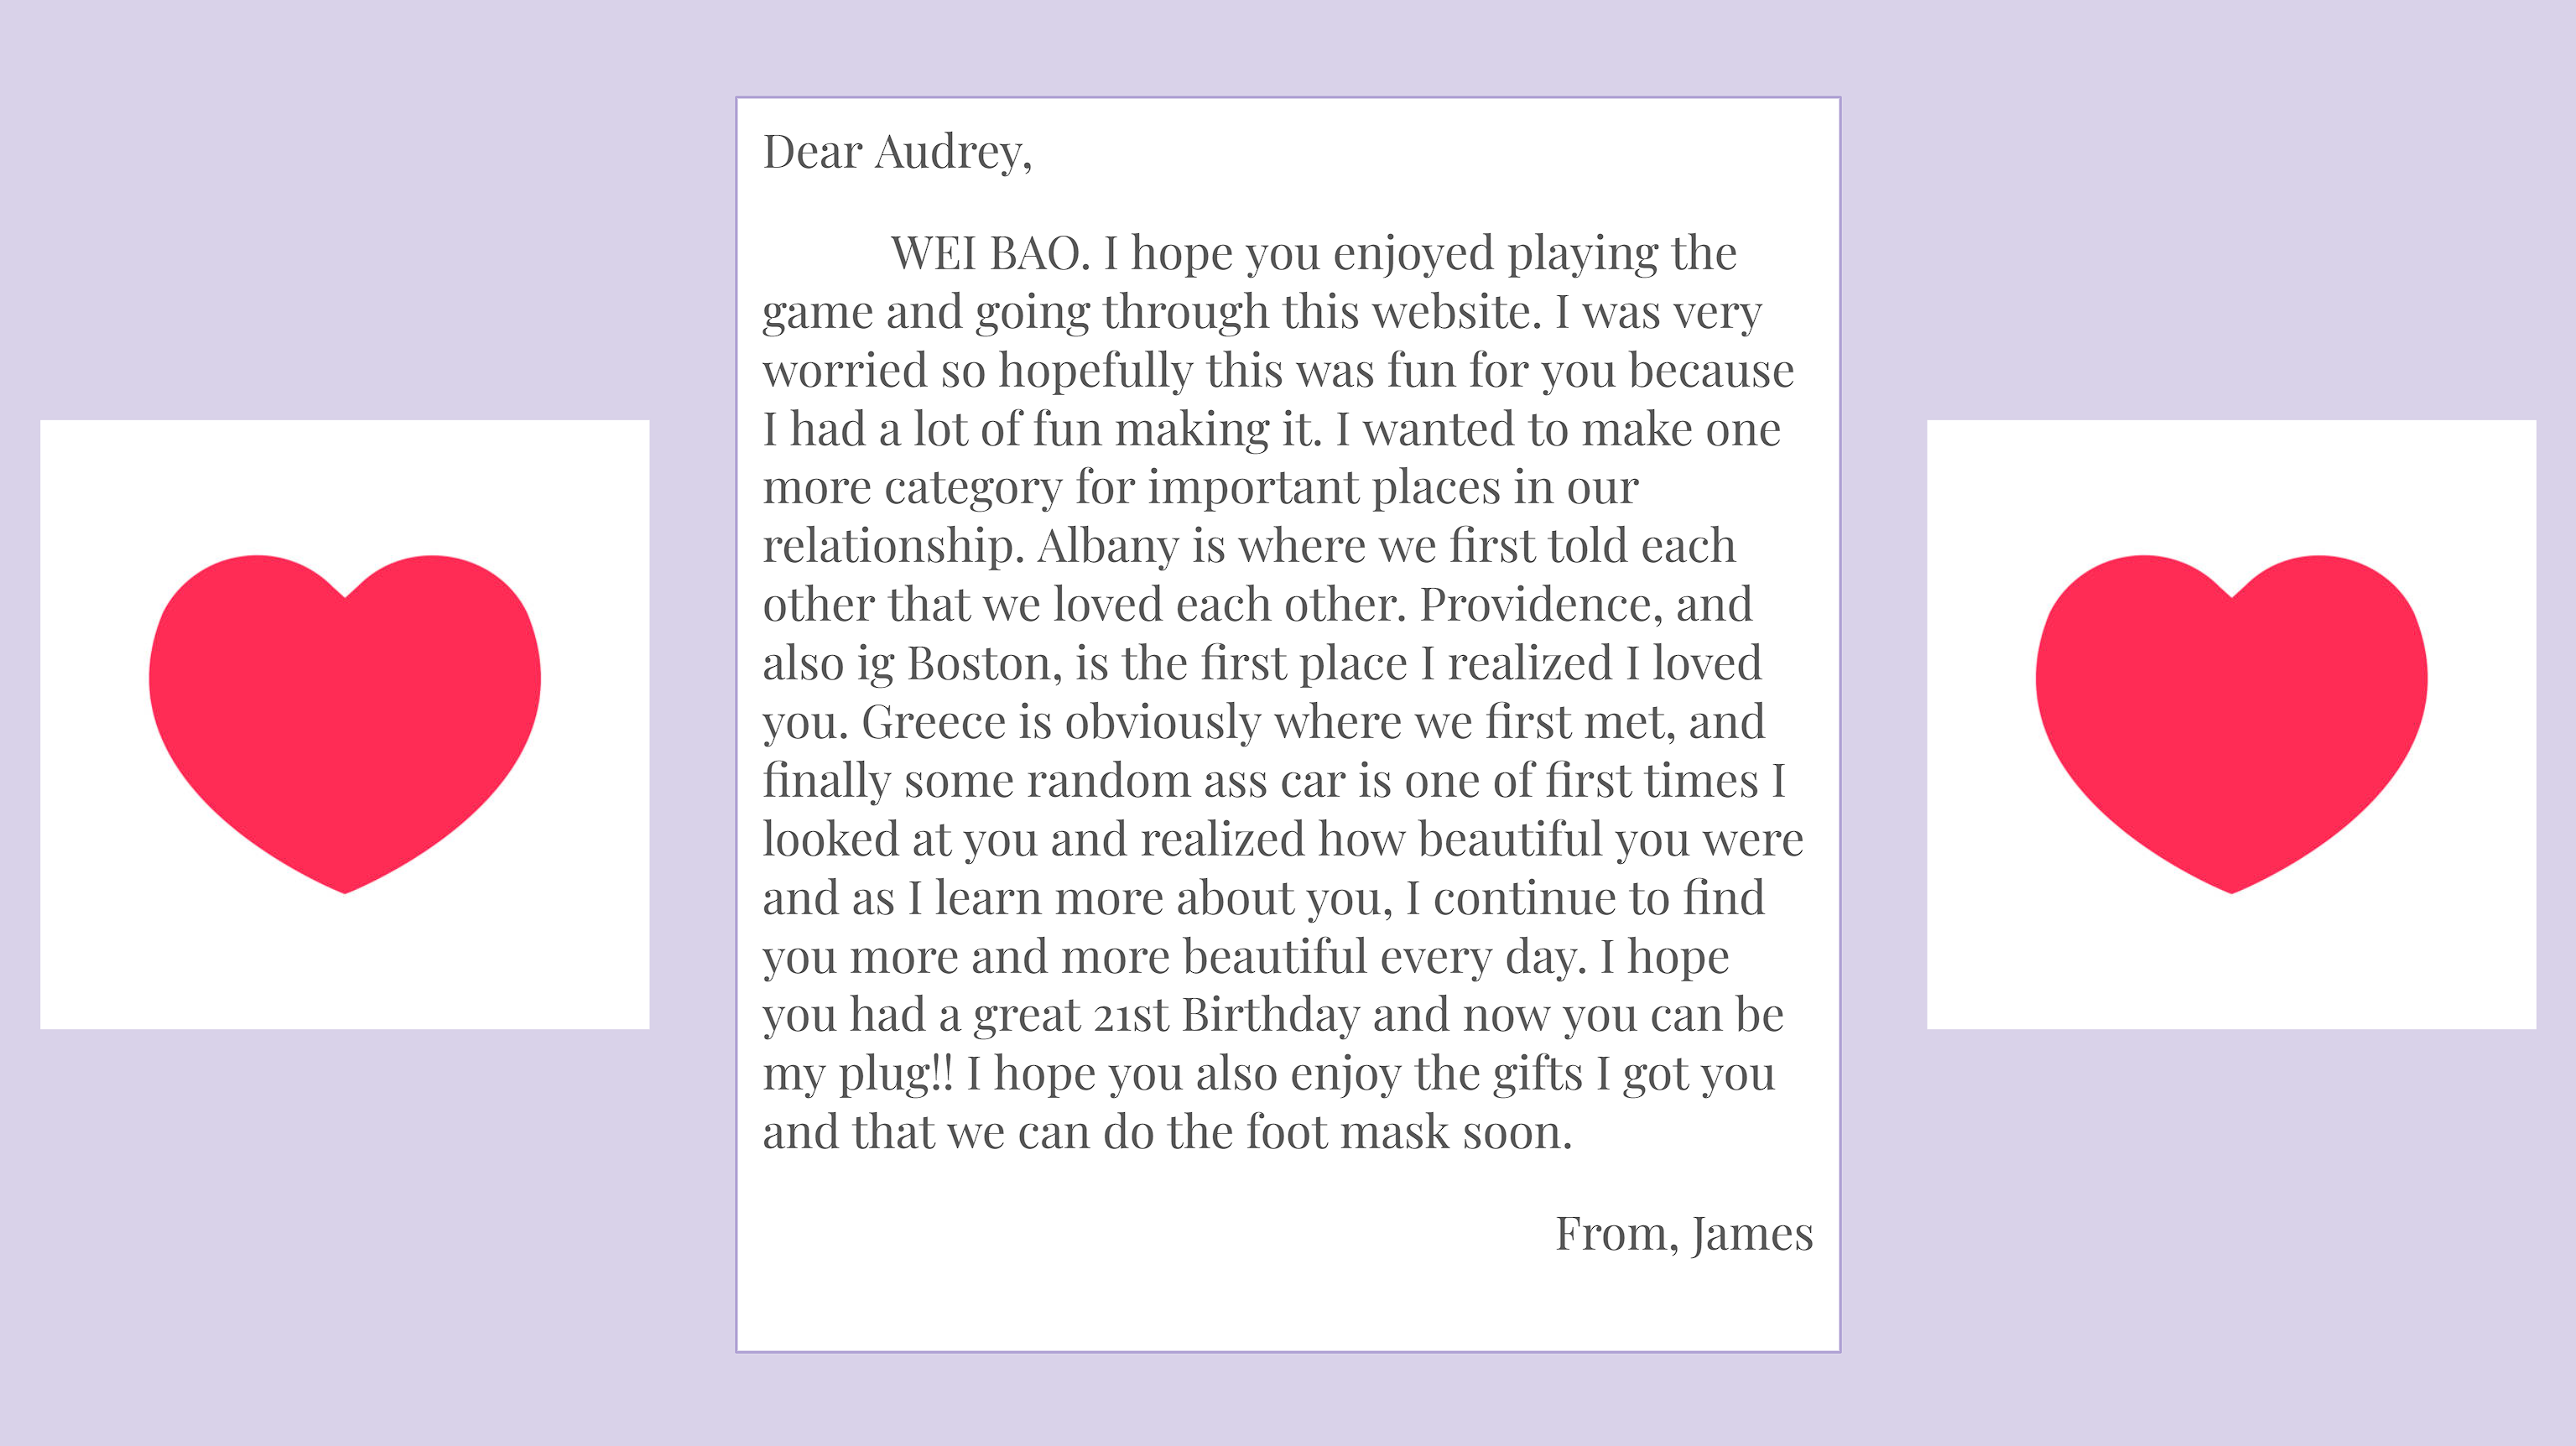 Dear Audrey,
WEI BAO. I hope you enjoyed playing the
game and going through this website. I was very
worried so hopefully this was fun for you because
I had a lot of fun making it. I wanted to make one
more category for important places in our
relationship. Albany is where we first told each
other that we loved each other. Providence, and
also ig Boston, is the first place I realized I loved
you. Greece is obviously where we first met, and
finally some random ass car is one of first times I
looked at you and realized how beautiful you were
and as I learn more about you, I continue to find
you more and more beautiful every day. I hope
you had a great 21st Birthday and now you can be
my plug!! I hope you also enjoy the gifts I got you
and that we can do the foot mask soon.
From, James